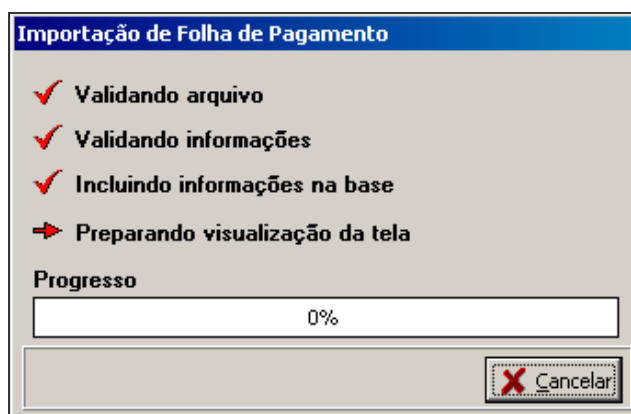 Importação de Folha de Pagamento
Validando arquivo
Validando informações
Incluindo informações na base
Preparando visualização da tela
Progresso
0%
Cancelar